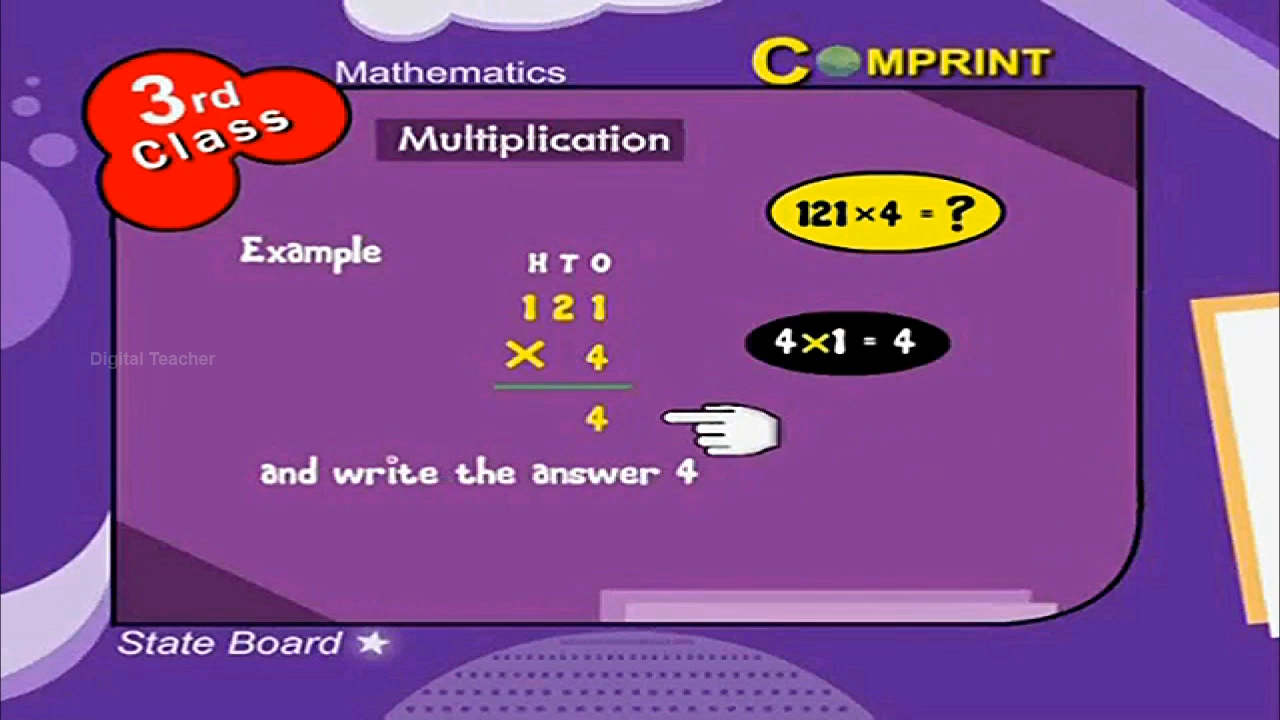 Mathematics
C MPRINT
3rd
Class
Multiplication
121×4 = ?
Example
H T O
1 2 1
× 4
4
4×1 = 4
Digital Teacher
and write the answer 4
State Board